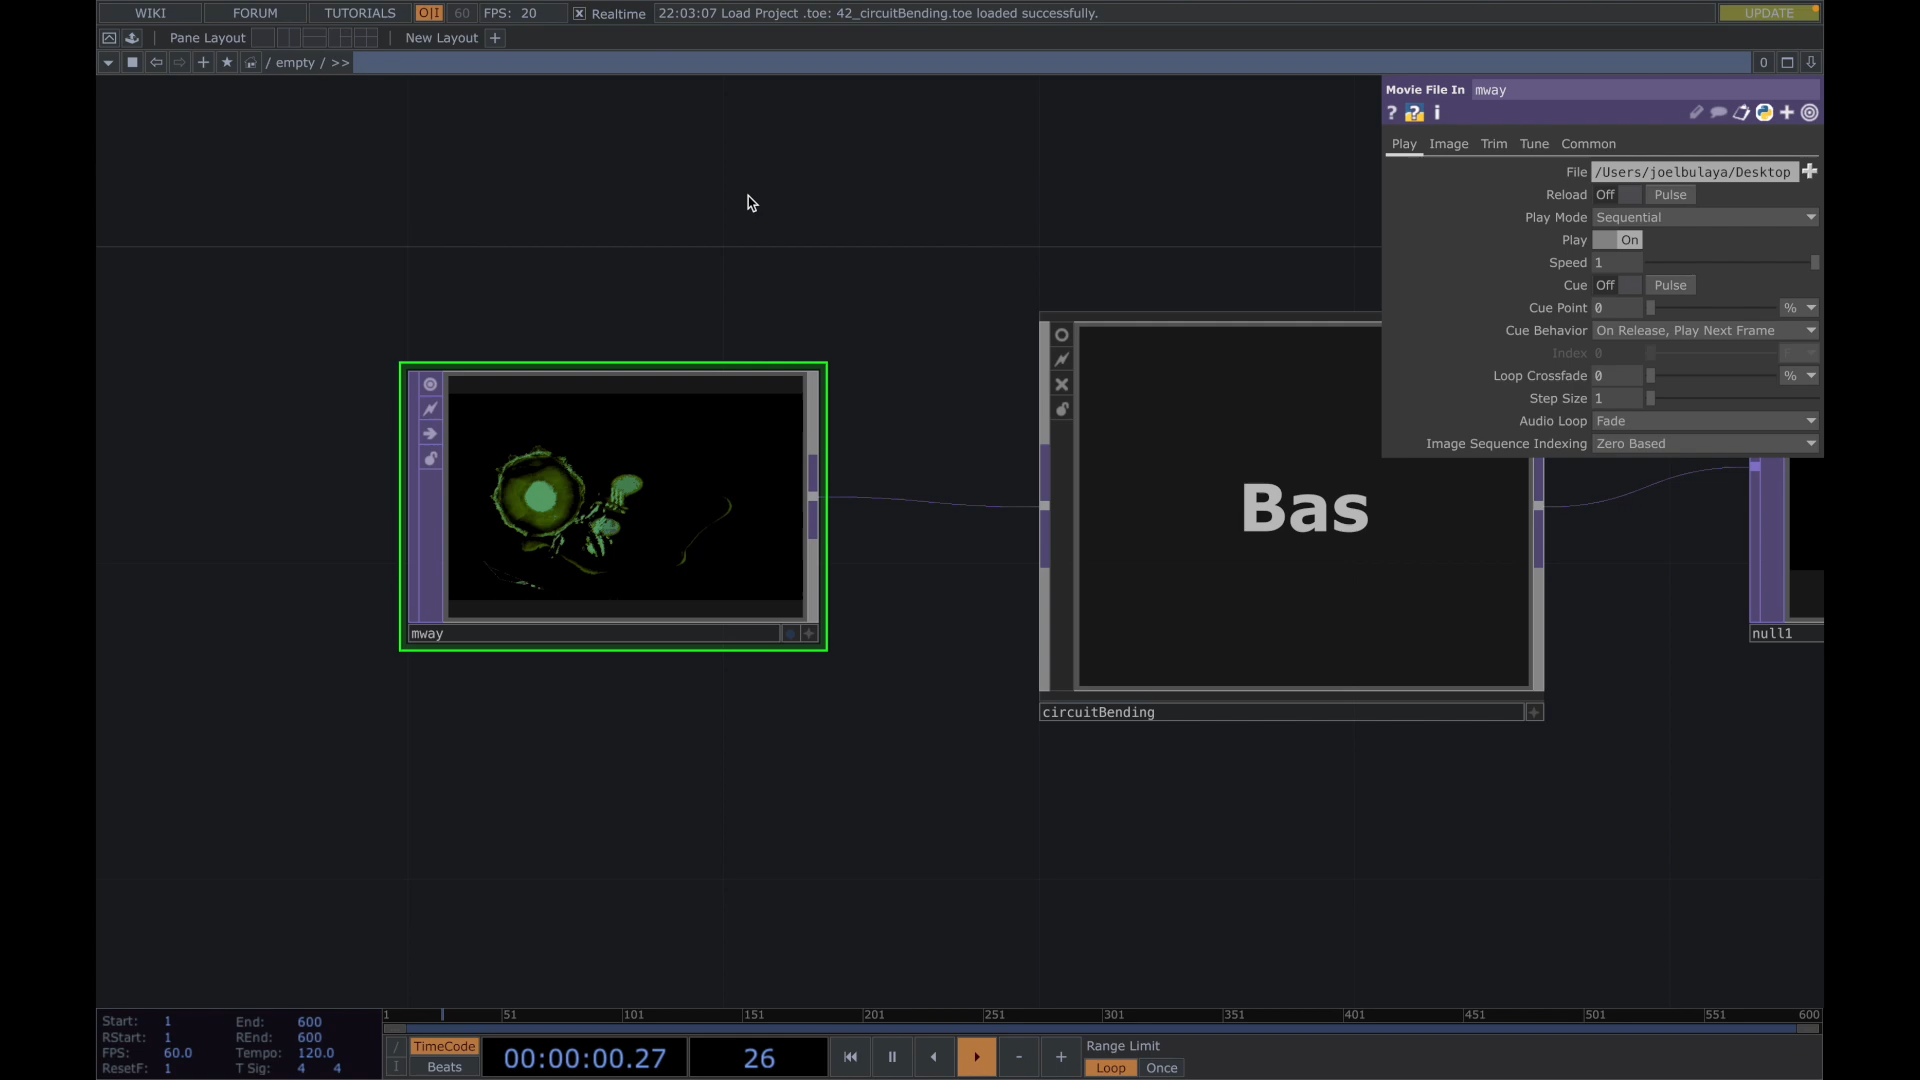 WIKI FORUM TUTORIALS O|I 60 FPS: 20 Realtime 22:03:07 Load Project .toe: 42_circuitBending.toe loaded successfully. UPDATE
Pane Layout New Layout +
/ empty / >> 0
Movie File In mway
Play Image Trim Tune Common
File /Users/joelbulaya/Desktop
Reload Off Pulse
Play Mode Sequential
Play On
Speed 1
Cue Off Pulse
Cue Point 0 %
Cue Behavior On Release, Play Next Frame
Index 0 F
Loop Crossfade 0 %
Step Size 1
Audio Loop Fade
Image Sequence Indexing Zero Based
Bas
mway
null1
circuitBending
1 51 101 151 201 251 301 351 401 451 501 551 600
Start: 1 End: 600
RStart: 1 REnd: 600
FPS: 60.0 Tempo: 120.0
ResetF: 1 T Sig: 4 4
TimeCode
Beats
00:00:00.27 26
- +
Range Limit
Loop Once